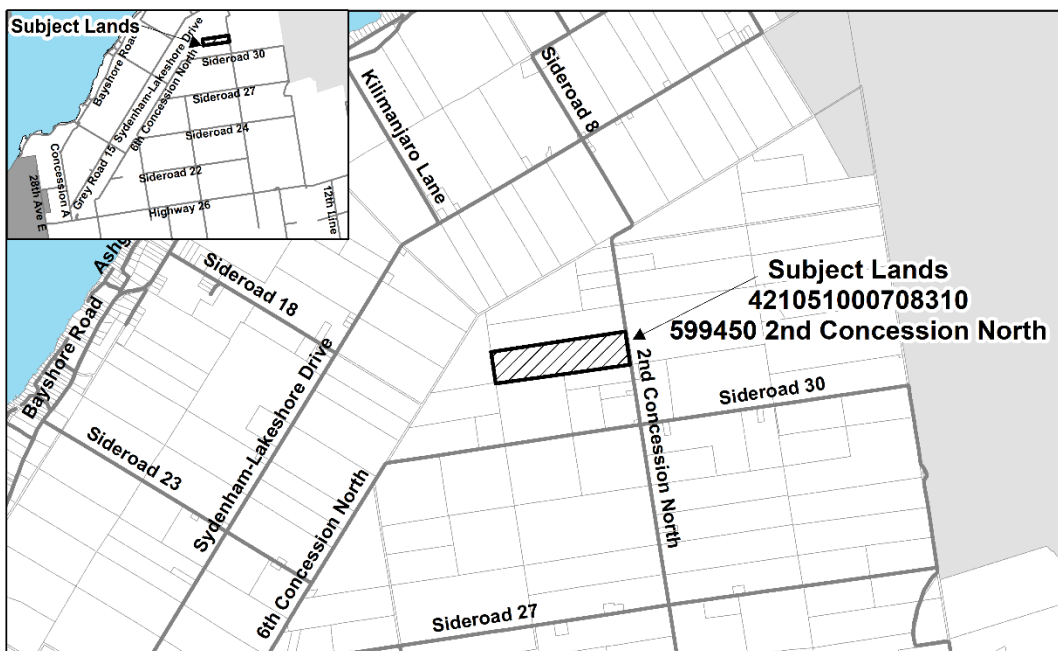 Subject Lands
Bayshore Road
Sydenham-Lakeshore Drive
6th Concession North
Sideroad 30
Sideroad 27
Sideroad 24
Sideroad 22
Highway 26
Concession A
28th Ave E
Grey Road 15
12th Line
Kilimanjaro Lane
Sideroad 8
Ashg
Sideroad 18
Bayshore Road
Sideroad 23
Sydenham-Lakeshore Drive
6th Concession North
Subject Lands
421051000708310
599450 2nd Concession North
2nd Concession North
Sideroad 30
Sideroad 27